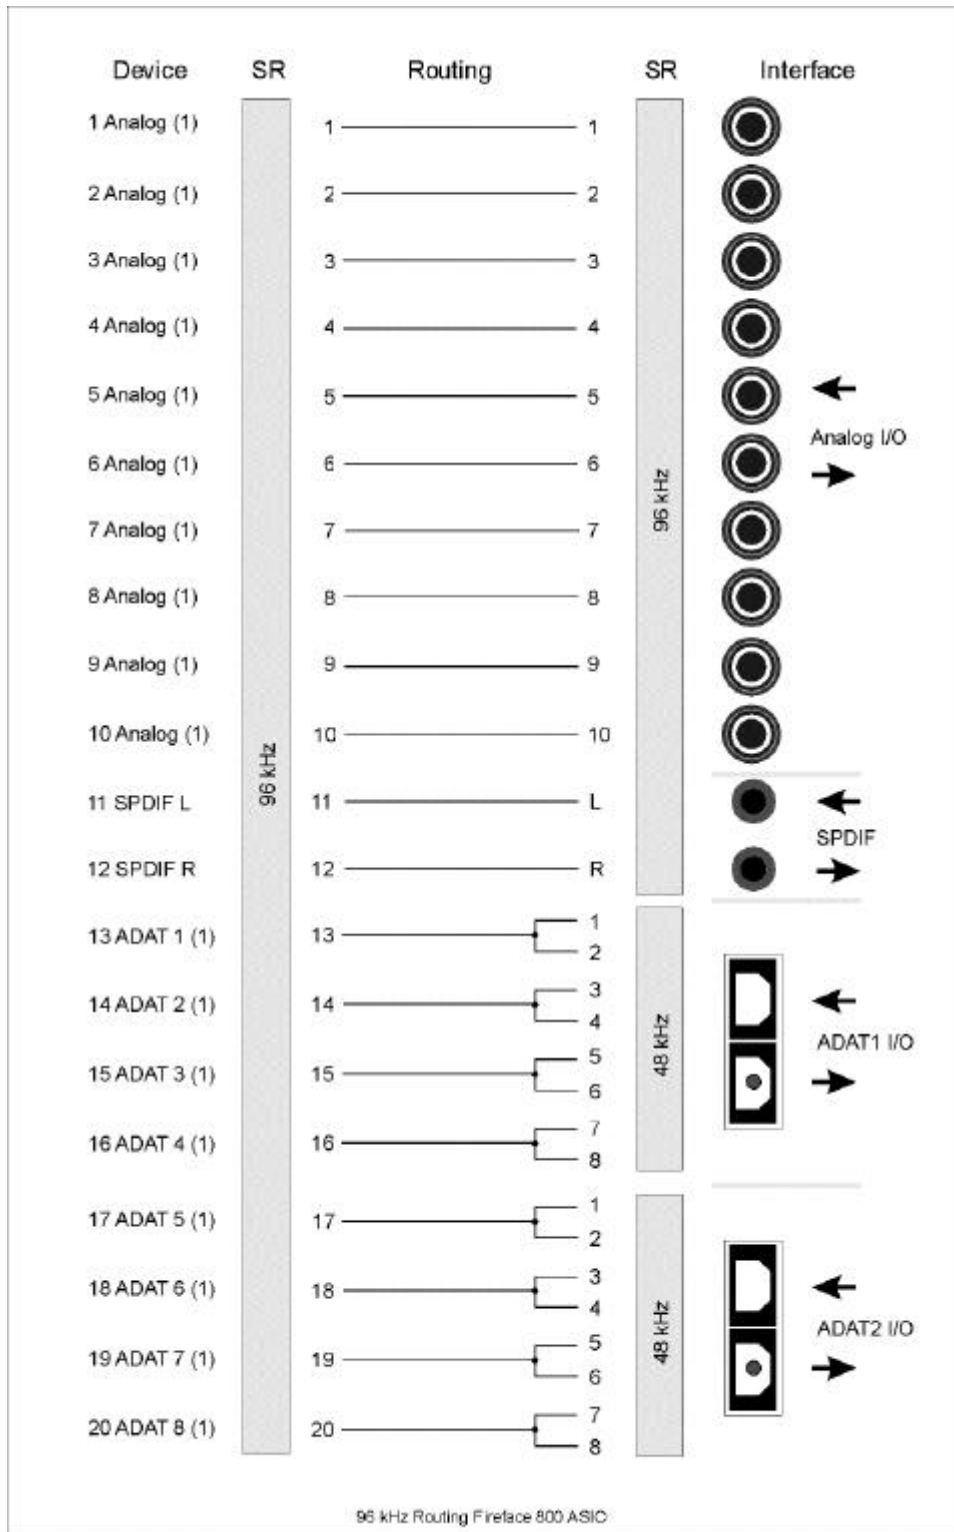 Device SR Routing SR Interface
1 Analog (1) 1 1
2 Analog (1) 2 2
3 Analog (1) 3 3
4 Analog (1) 4 4
5 Analog (1) 5 5
Analog I/O
6 Analog (1) 6 6
96 kHz
7 Analog (1) 7 7
8 Analog (1) 8 8
9 Analog (1) 9 9
10 Analog (1) 10 10
96 kHz
11 SPDIF L 11 L
SPDIF
12 SPDIF R 12 R
13 ADAT 1 (1) 13 1
2
14 ADAT 2 (1) 14 3
4
48 kHz
ADAT1 I/O
15 ADAT 3 (1) 15 5
6
16 ADAT 4 (1) 16 7
8
17 ADAT 5 (1) 17 1
2
18 ADAT 6 (1) 18 3
4
48 kHz
ADAT2 I/O
19 ADAT 7 (1) 19 5
6
20 ADAT 8 (1) 20 7
8
96 kHz Routing Fireface 800 ASIO